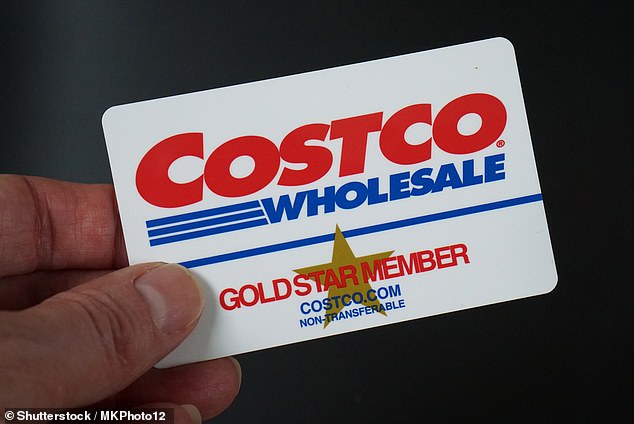 COSTCO®
WHOLESALE
GOLD STAR MEMBER
COSTCO.COM
NON-TRANSFERABLE
© Shutterstock / MKPhoto12